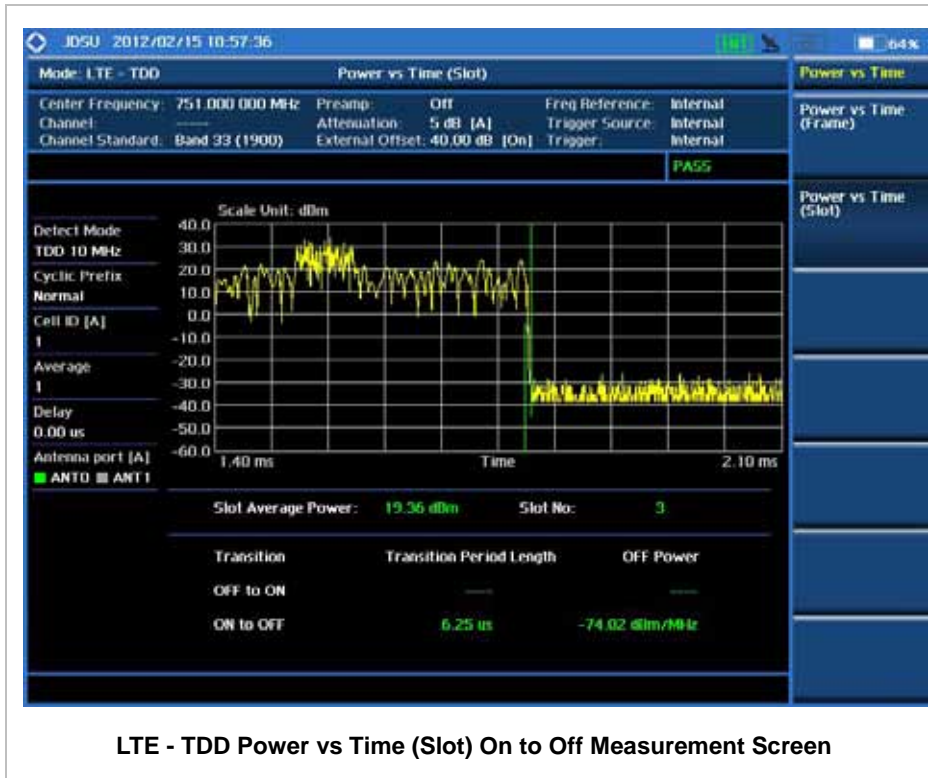 JDSU 2012/02/15 10:57:36
INT
64%
Mode: LTE - TDD Power vs Time (Slot)
Power vs Time
Center Frequency: 751.000 000 MHz Preamp: Off Freq Reference: Internal
Channel: ---- Attenuation: 5 dB [A] Trigger Source: Internal
Channel Standard: Band 33 (1900) External Offset: 40.00 dB [On] Trigger: Internal
PASS
Power vs Time
(Frame)
Power vs Time
(Slot)
Scale Unit: dBm
40.0
30.0
20.0
10.0
0.0
-10.0
-20.0
-30.0
-40.0
-50.0
-60.0
1.40 ms Time 2.10 ms
Detect Mode
TDD 10 MHz
Cyclic Prefix
Normal
Cell ID [A]
1
Average
1
Delay
0.00 us
Antenna port [A]
ANT0 ANT1
Slot Average Power: 19.36 dBm Slot No: 3
Transition Transition Period Length OFF Power
OFF to ON ---- ----
ON to OFF 6.25 us -74.02 dBm/MHz
LTE - TDD Power vs Time (Slot) On to Off Measurement Screen